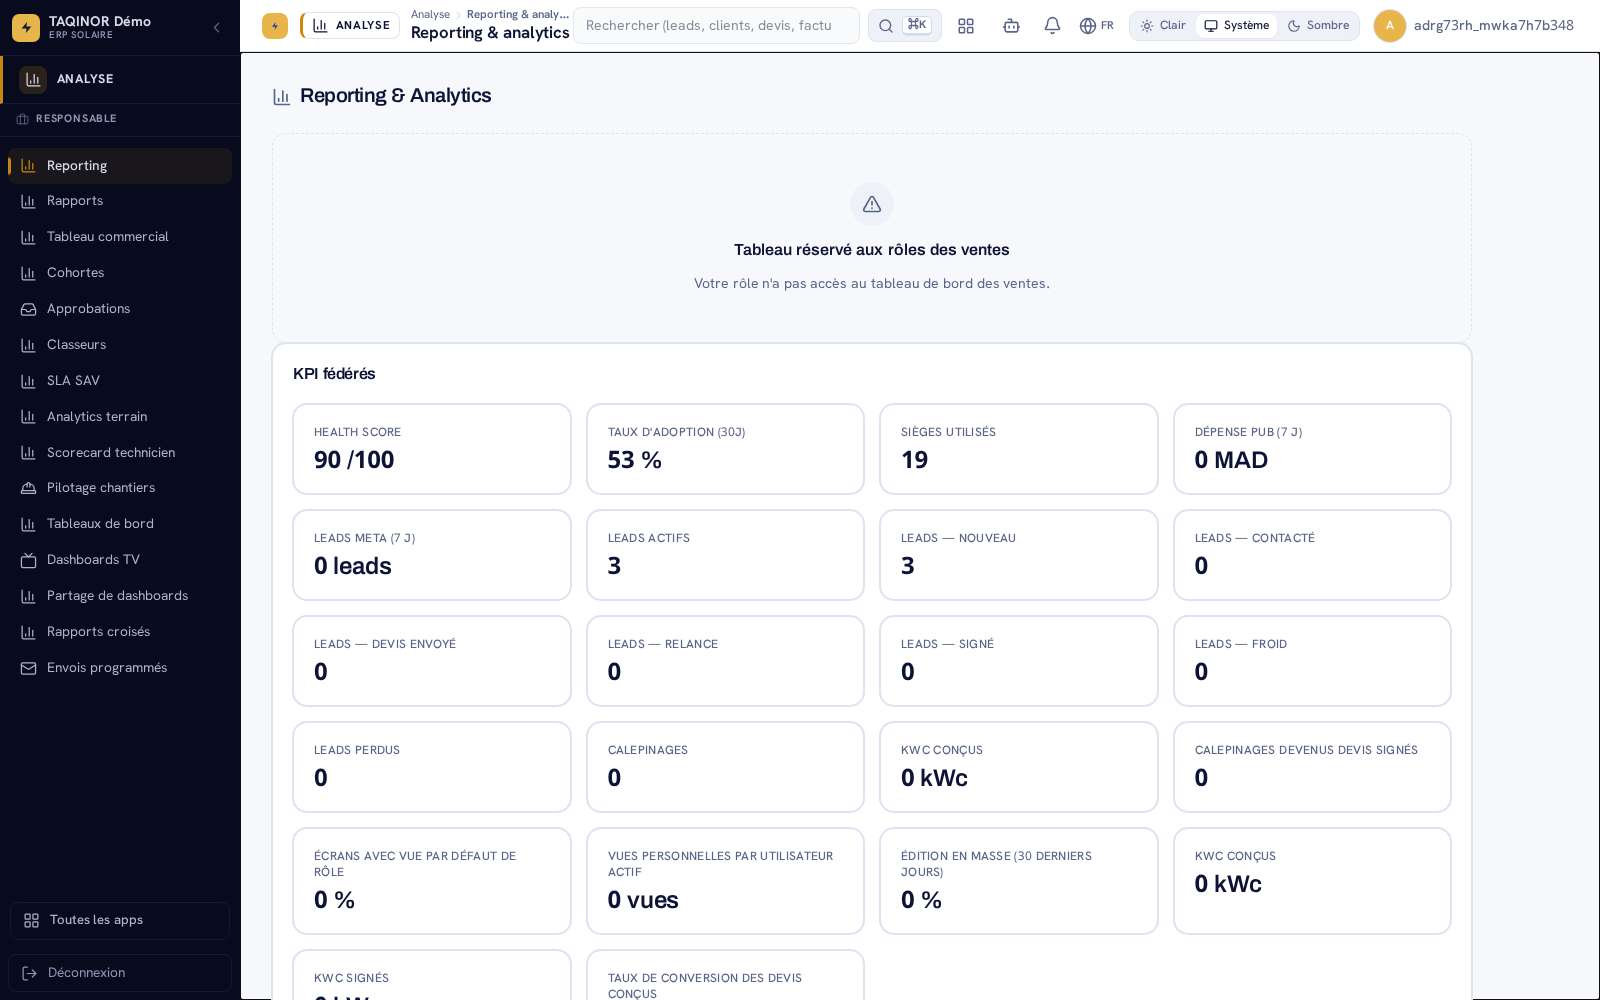 TAQINOR Démo
ERP SOLAIRE
ANALYSE
RESPONSABLE
Reporting
Rapports
Tableau commercial
Cohortes
Approbations
Classeurs
SLA SAV
Analytics terrain
Scorecard technicien
Pilotage chantiers
Tableaux de bord
Dashboards TV
Partage de dashboards
Rapports croisés
Envois programmés
Toutes les apps
Déconnexion
ANALYSE
Analyse > Reporting & analy...
Reporting & analytics
Rechercher (leads, clients, devis, factu
⌘K
FR
Clair
Système
Sombre
A
adrg73rh_mwka7h7b348
Reporting & Analytics
Tableau réservé aux rôles des ventes
Votre rôle n'a pas accès au tableau de bord des ventes.
KPI fédérés
HEALTH SCORE
90 /100
TAUX D'ADOPTION (30J)
53 %
SIÈGES UTILISÉS
19
DÉPENSE PUB (7 J)
0 MAD
LEADS META (7 J)
0 leads
LEADS ACTIFS
3
LEADS — NOUVEAU
3
LEADS — CONTACTÉ
0
LEADS — DEVIS ENVOYÉ
0
LEADS — RELANCE
0
LEADS — SIGNÉ
0
LEADS — FROID
0
LEADS PERDUS
0
CALEPINAGES
0
KWC CONÇUS
0 kWc
CALEPINAGES DEVENUS DEVIS SIGNÉS
0
ÉCRANS AVEC VUE PAR DÉFAUT DE
RÔLE
0 %
VUES PERSONNELLES PAR UTILISATEUR
ACTIF
0 vues
ÉDITION EN MASSE (30 DERNIERS
JOURS)
0 %
KWC CONÇUS
0 kWc
KWC SIGNÉS
TAUX DE CONVERSION DES DEVIS
CONÇUS